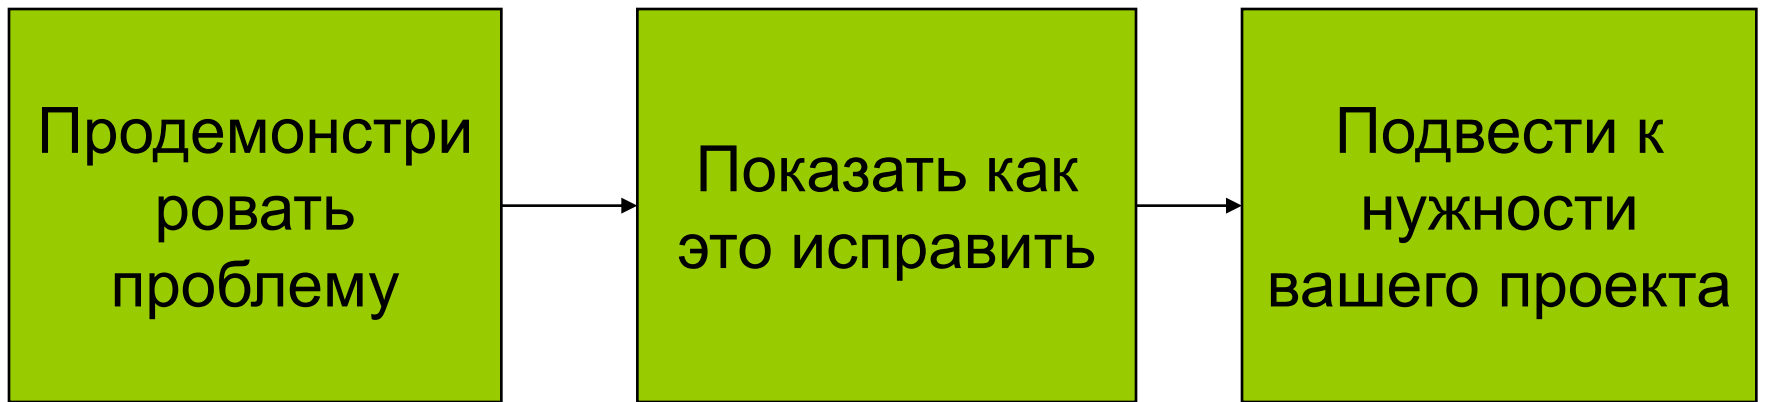 Продемонстри
ровать
проблему
Показать как
это исправить
Подвести к
нужности
вашего проекта